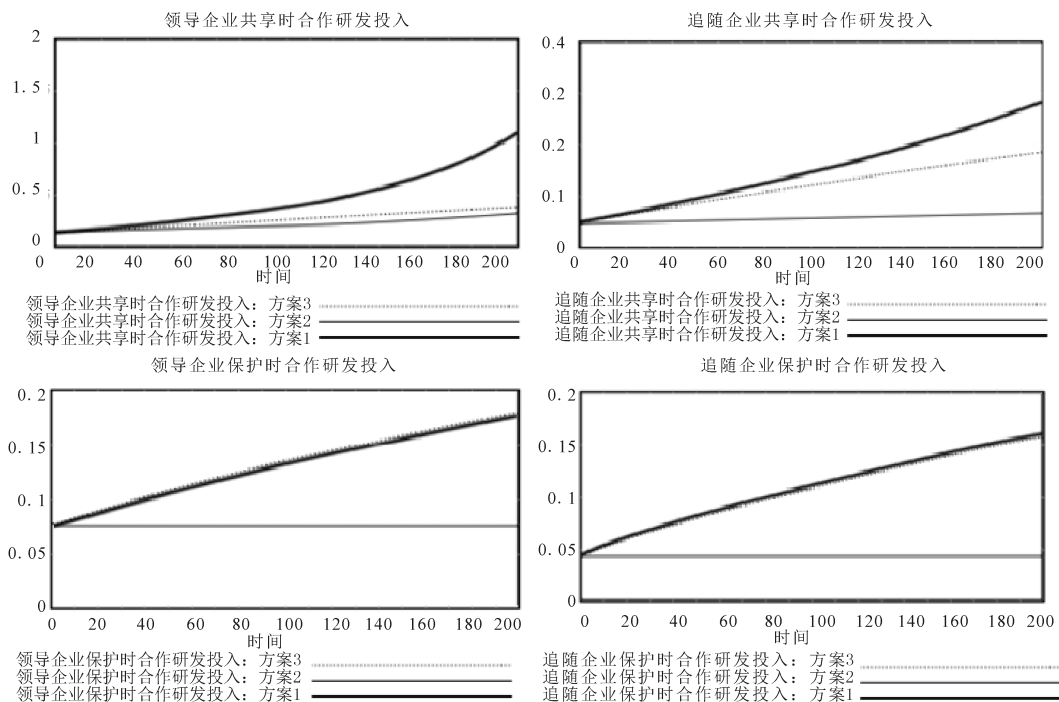 领导企业共享时合作研发投入
2
1.5
1
0.5
0
0 20 40 60 80 100 120 140 160 180 200
时间
领导企业共享时合作研发投入：方案3
领导企业共享时合作研发投入：方案2
领导企业共享时合作研发投入：方案1
追随企业共享时合作研发投入
0.4
0.2
0.2
0.1
0
0 20 40 60 80 100 120 140 160 180 200
时间
追随企业共享时合作研发投入：方案3
追随企业共享时合作研发投入：方案2
追随企业共享时合作研发投入：方案1
领导企业保护时合作研发投入
0.2
0.15
0.1
0.05
0
0 20 40 60 80 100 120 140 160 180 200
时间
领导企业保护时合作研发投入：方案3
领导企业保护时合作研发投入：方案2
领导企业保护时合作研发投入：方案1
追随企业保护时合作研发投入
0.2
0.15
0.1
0.05
0
0 20 40 60 80 100 120 140 160 180 200
时间
追随企业保护时合作研发投入：方案3
追随企业保护时合作研发投入：方案2
追随企业保护时合作研发投入：方案1